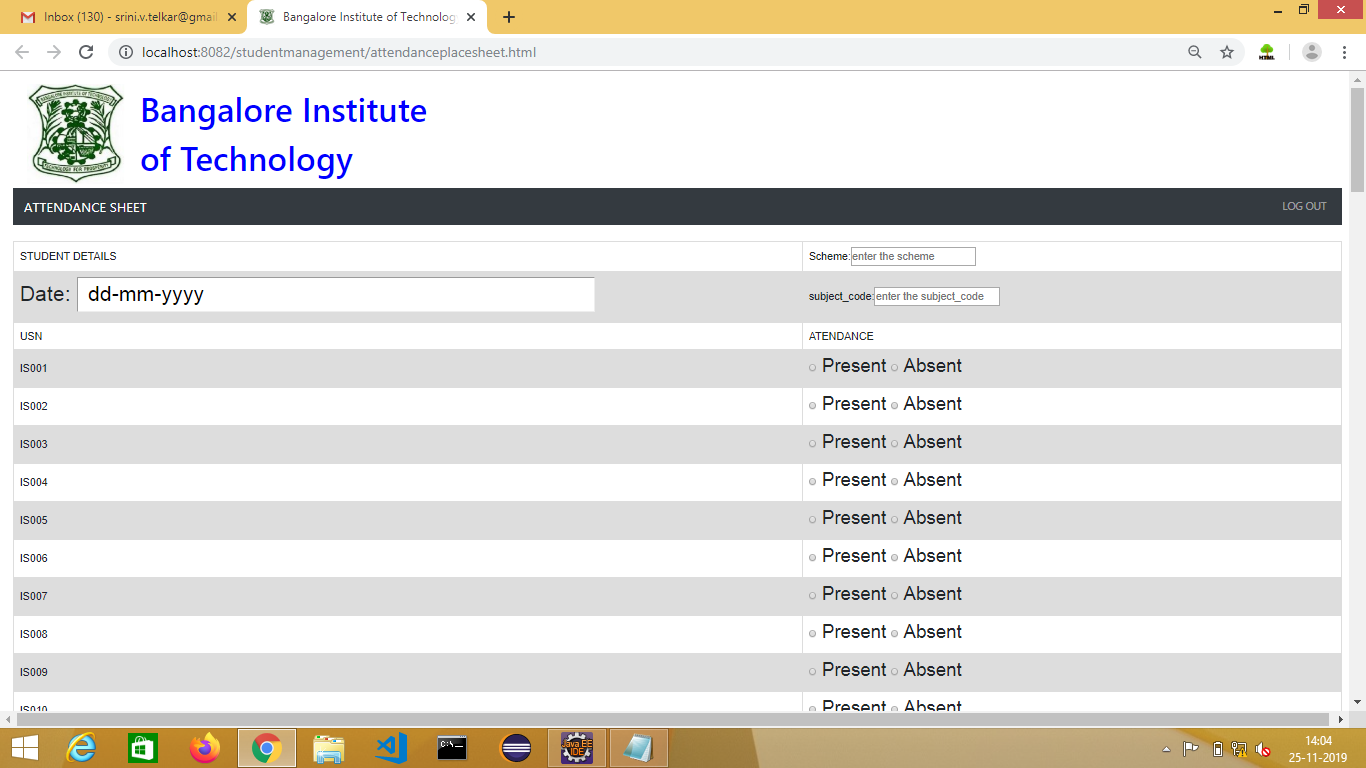 Inbox (130) - srini.v.telkar@gmail
Bangalore Institute of Technology
localhost:8082/studentmanagement/attendanceplacesheet.html
HTML
Bangalore Institute
of Technology
ATTENDANCE SHEET
LOG OUT
STUDENT DETAILS
Scheme: enter the scheme
Date: dd-mm-yyyy
subject_code: enter the subject_code
USN
ATENDANCE
IS001
Present Absent
IS002
Present Absent
IS003
Present Absent
IS004
Present Absent
IS005
Present Absent
IS006
Present Absent
IS007
Present Absent
IS008
Present Absent
IS009
Present Absent
IS010
Present Absent
C:\_
Java EE
IDE
14:04
25-11-2019